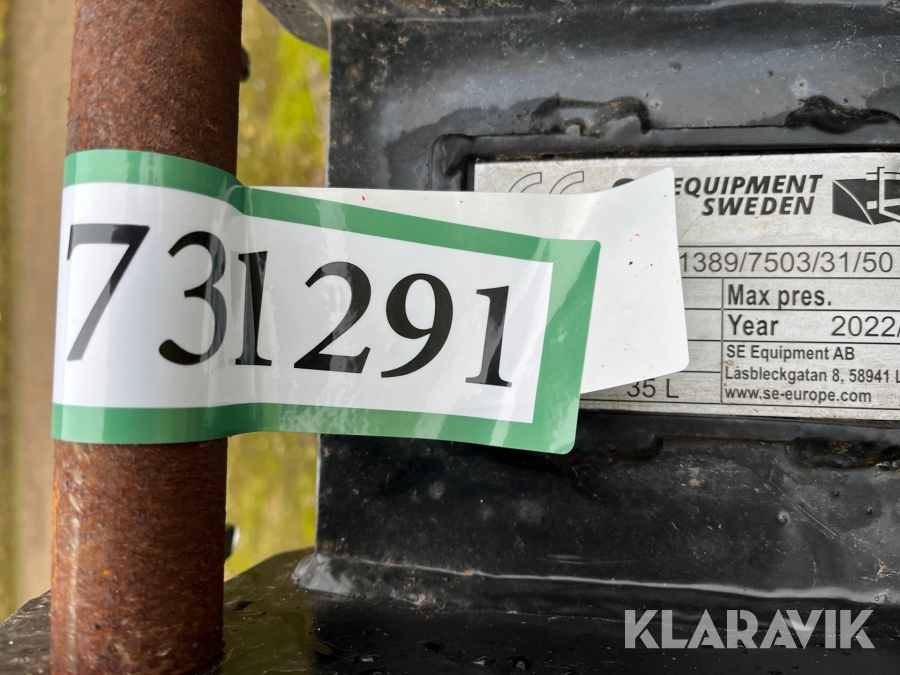 731291
EQUIPMENT
SWEDEN
1389/7503/31/50
Max pres.
Year 2022/
SE Equipment AB
35 L
Låsbleckgatan 8, 58941 L
www.se-europe.com
KLARAVIK